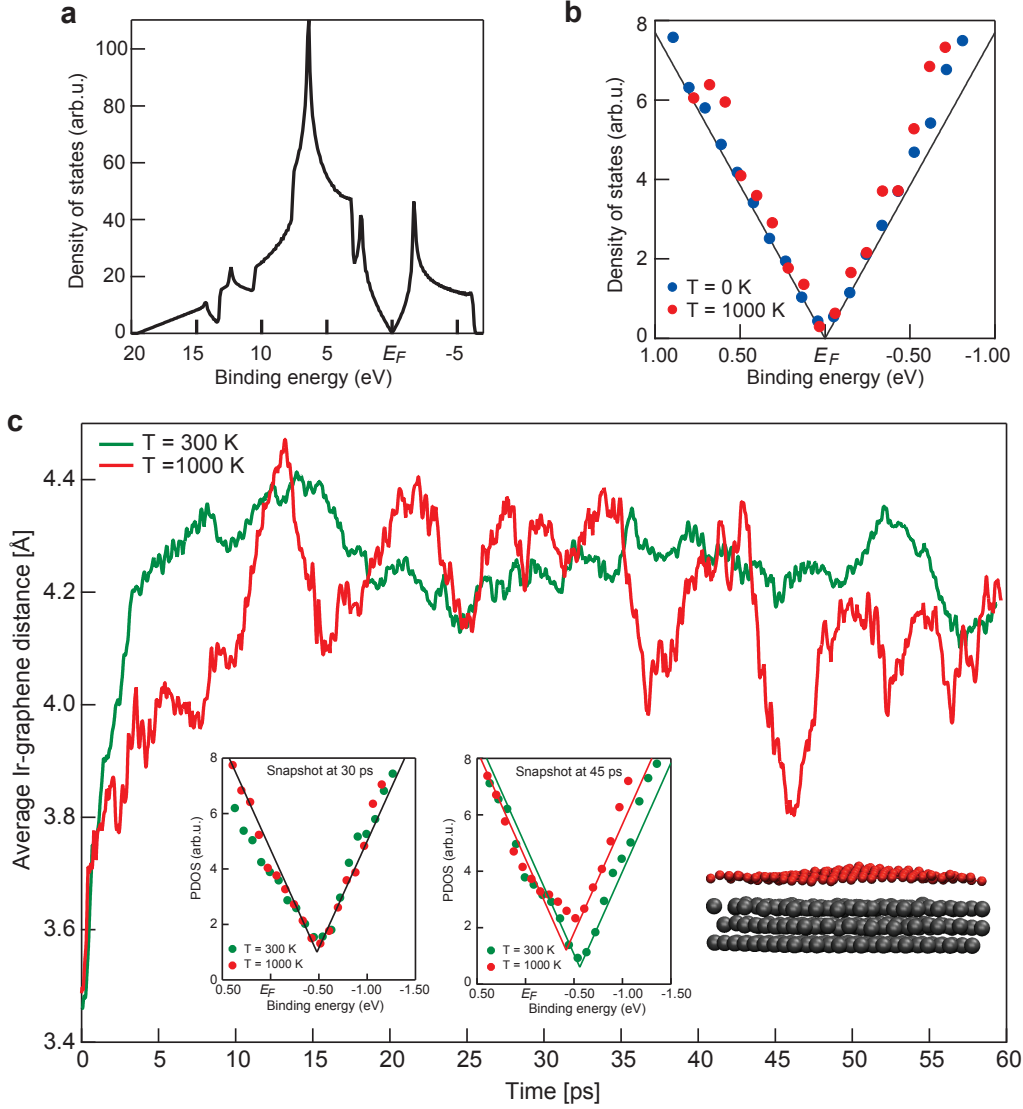 a
Density of states (arb.u.)
100
80
60
40
20
0
20
15
10
5
E_F
-5
Binding energy (eV)
b
Density of states (arb.u.)
8
6
4
2
0
T = 0 K
T = 1000 K
1.00
0.50
E_F
-0.50
-1.00
Binding energy (eV)
c
T = 300 K
T =1000 K
Average Ir-graphene distance [Å]
4.4
4.2
4.0
3.8
3.6
3.4
Snapshot at 30 ps
PDOS (arb.u.)
8
6
4
2
0
T = 300 K
T = 1000 K
0.50
E_F
-0.50
-1.00
-1.50
Binding energy (eV)
Snapshot at 45 ps
PDOS (arb.u.)
8
6
4
2
0
T = 300 K
T = 1000 K
0.50
E_F
-0.50
-1.00
-1.50
Binding energy (eV)
0
5
10
15
20
25
30
35
40
45
50
55
60
Time [ps]